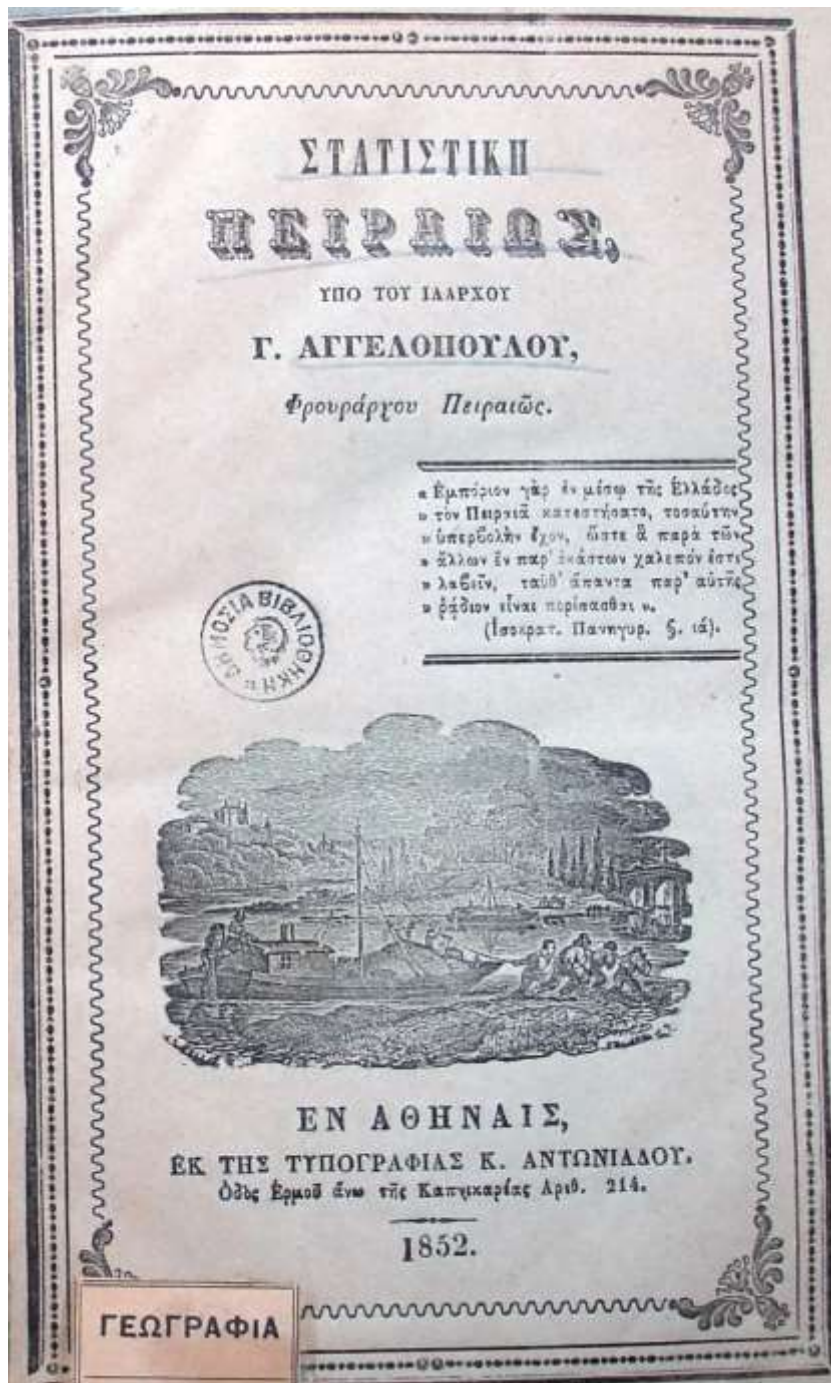 ΣΤΑΤΙΣΤΙΚΗ
ΠΕΙΡΑΙΩΣ,
ΥΠΟ ΤΟΥ ΙΛΑΡΧΟΥ
Γ. ΑΓΓΕΛΟΠΟΥΛΟΥ,
Φρουράρχου Πειραιῶς.
« Ἐμπόριον γὰρ ἐν μέσῳ τῆς Ἑλλάδος
» τὸν Πειραιᾶ κατεστήσατο, τοσαύτην
» ὑπερβολὴν ἔχον, ὥστε ἃ παρὰ τῶν
» ἄλλων ἓν παρ' ἑκάστων χαλεπόν ἐστι
» λαβεῖν, ταῦθ' ἅπαντα παρ' αὐτῆς
» ῥᾴδιον εἶναι πορίσασθαι ».
(Ἰσοκρατ. Πανηγυρ. §. ιά).
ΔΗΜΟΣΙΑ ΒΙΒΛΙΟΘΗΚΗ
ΕΝ ΑΘΗΝΑΙΣ,
ΕΚ ΤΗΣ ΤΥΠΟΓΡΑΦΙΑΣ Κ. ΑΝΤΩΝΙΑΔΟΥ.
Ὁδὸς Ἑρμοῦ ἄνω τῆς Καπνικαρίας Ἀριθ. 214.
1852.
ΓΕΩΓΡΑΦΙΑ